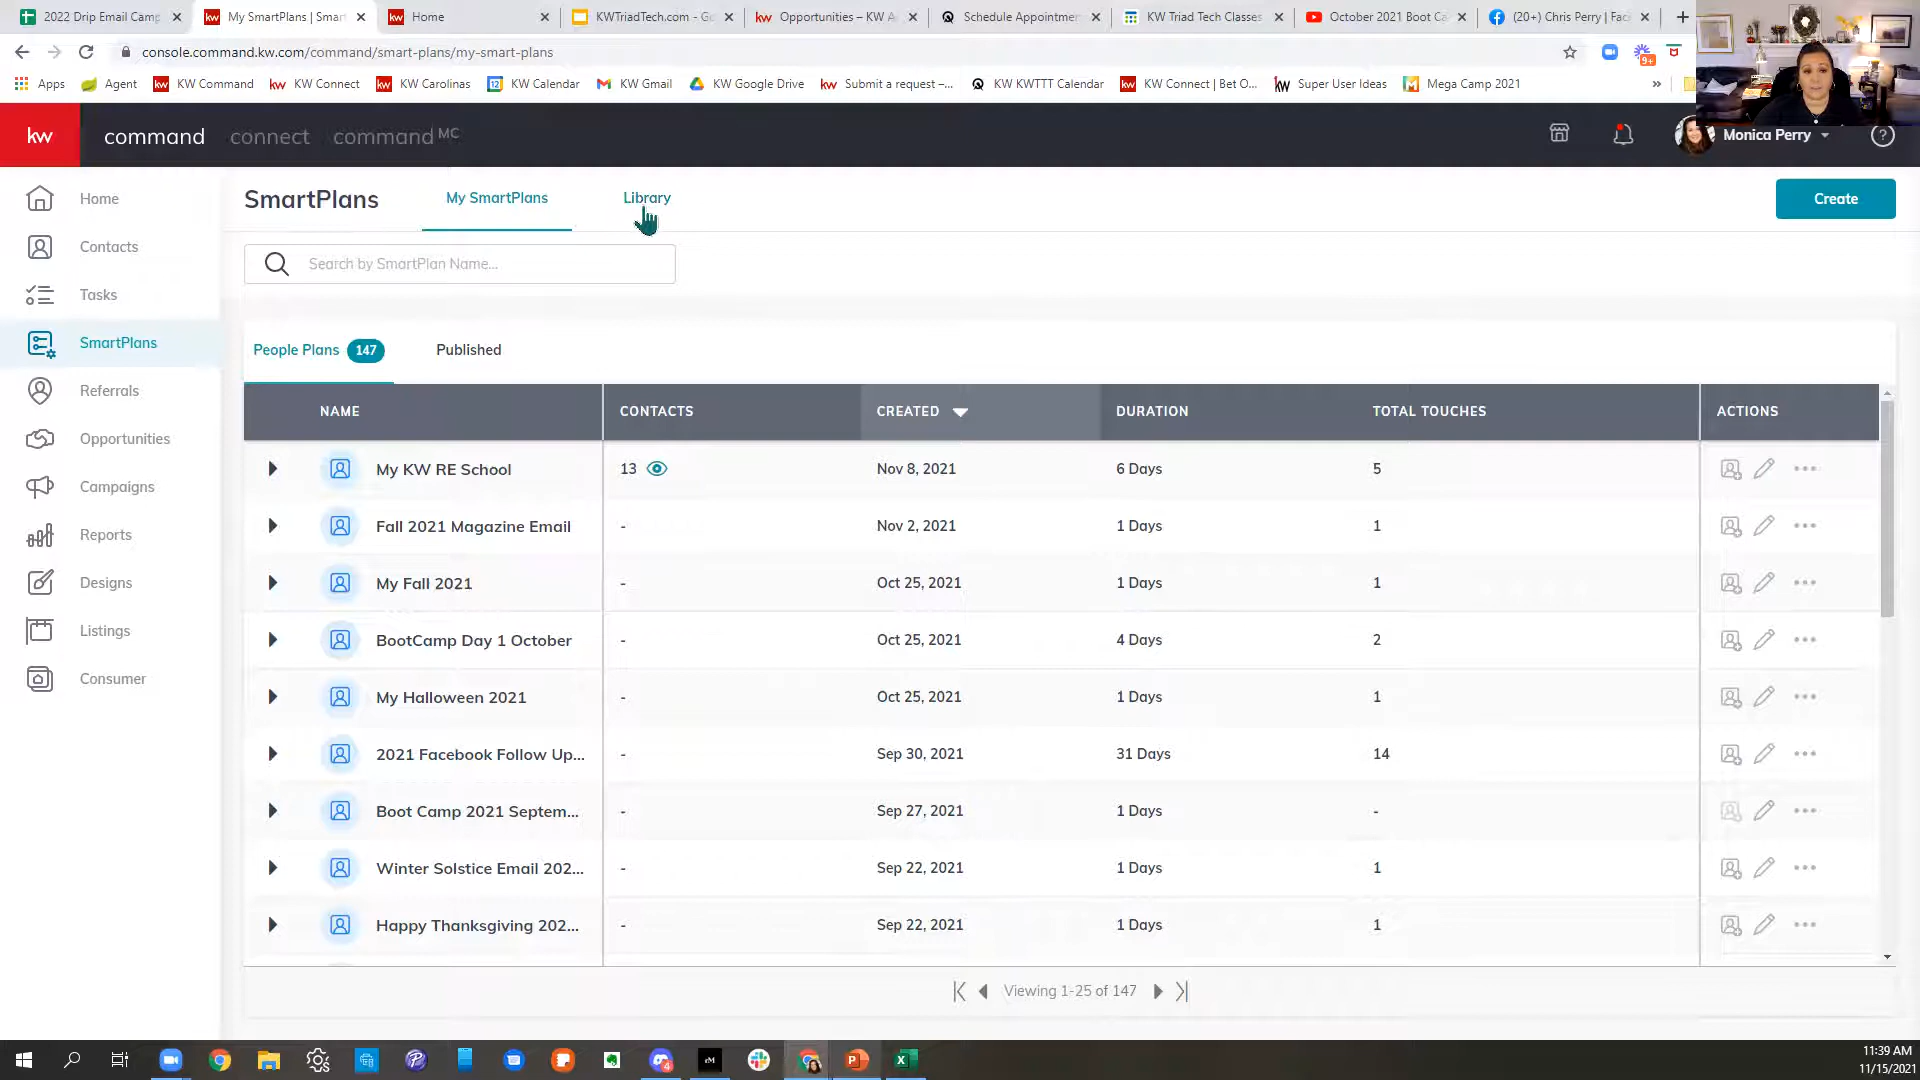 2022 Drip Email Camp
My SmartPlans | Smar
Home
KWTriadTech.com - Go
Opportunities – KW A
Schedule Appointmen
KW Triad Tech Classes
October 2021 Boot Ca
(20+) Chris Perry | Fac
console.command.kw.com/command/smart-plans/my-smart-plans
9+
Apps
Agent
KW Command
KW Connect
KW Carolinas
KW Calendar
KW Gmail
KW Google Drive
Submit a request –...
KW KWTTT Calendar
KW Connect | Bet O...
Super User Ideas
Mega Camp 2021
»
kw
command
connect
command MC
Monica Perry
Home
Contacts
Tasks
SmartPlans
Referrals
Opportunities
Campaigns
Reports
Designs
Listings
Consumer
SmartPlans
My SmartPlans
Library
Create
Search by SmartPlan Name...
People Plans 147
Published
NAME CONTACTS CREATED DURATION TOTAL TOUCHES ACTIONS
My KW RE School 13 Nov 8, 2021 6 Days 5
Fall 2021 Magazine Email - Nov 2, 2021 1 Days 1
My Fall 2021 - Oct 25, 2021 1 Days 1
BootCamp Day 1 October - Oct 25, 2021 4 Days 2
My Halloween 2021 - Oct 25, 2021 1 Days 1
2021 Facebook Follow Up... - Sep 30, 2021 31 Days 14
Boot Camp 2021 Septem... - Sep 27, 2021 1 Days -
Winter Solstice Email 202... - Sep 22, 2021 1 Days 1
Happy Thanksgiving 202... - Sep 22, 2021 1 Days 1
Viewing 1-25 of 147
11:39 AM
11/15/2021